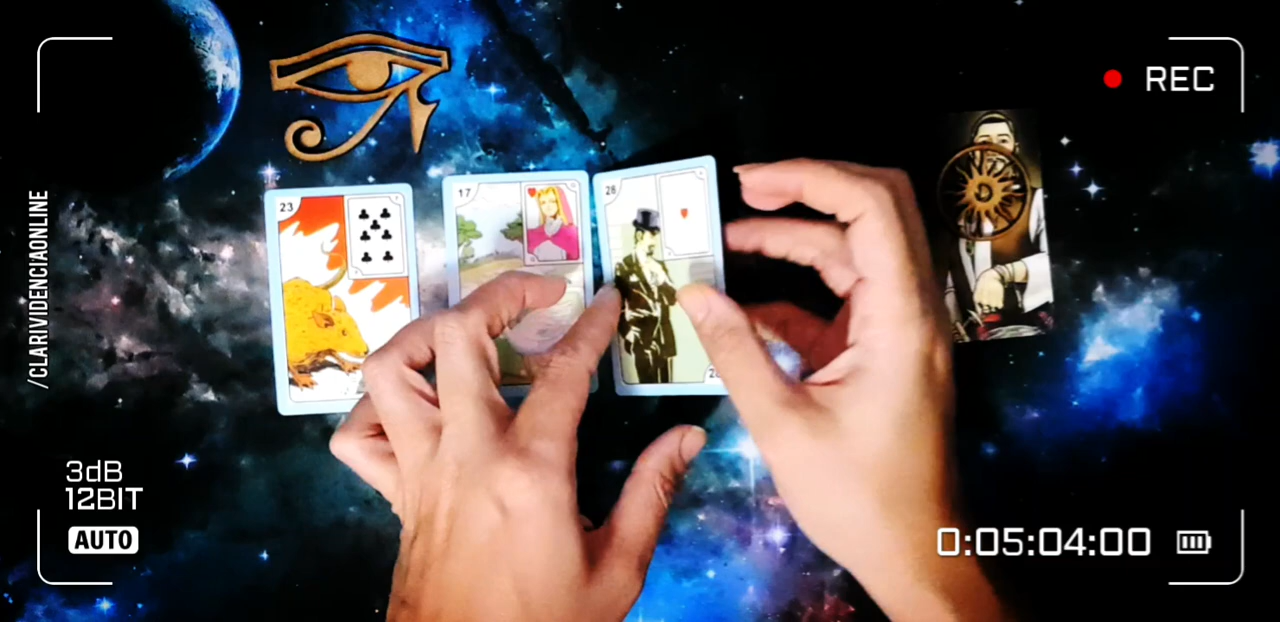 REC
/CLARIVIDENCIAONLINE
23
17
28
3dB
12BIT
AUTO
0:05:04:00